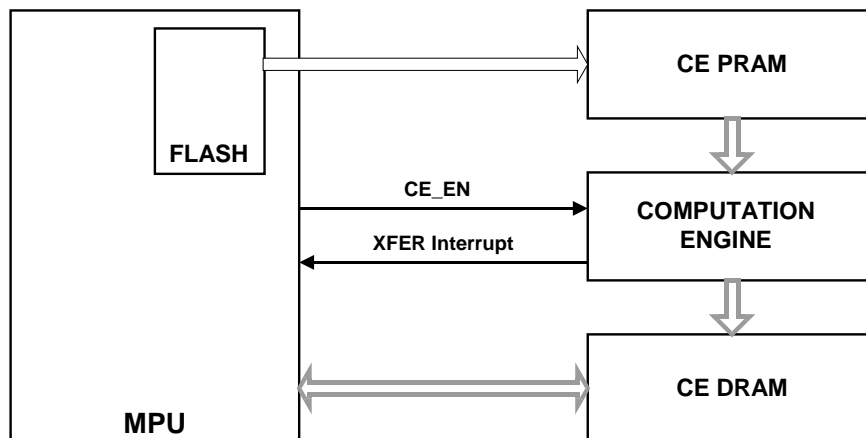 CE PRAM
FLASH
CE_EN
COMPUTATION
ENGINE
XFER Interrupt
CE DRAM
MPU